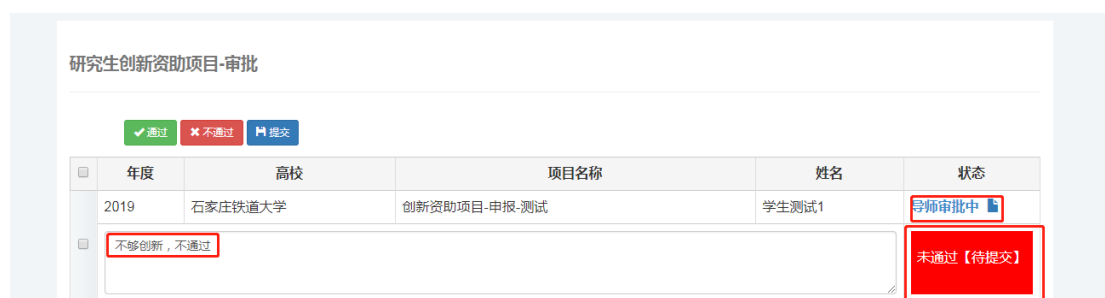 研究生创新资助项目-审批
通过 不通过 提交
年度 高校 项目名称 姓名 状态
2019 石家庄铁道大学 创新资助项目-申报-测试 学生测试1 导师审批中
不够创新，不通过 未通过【待提交】